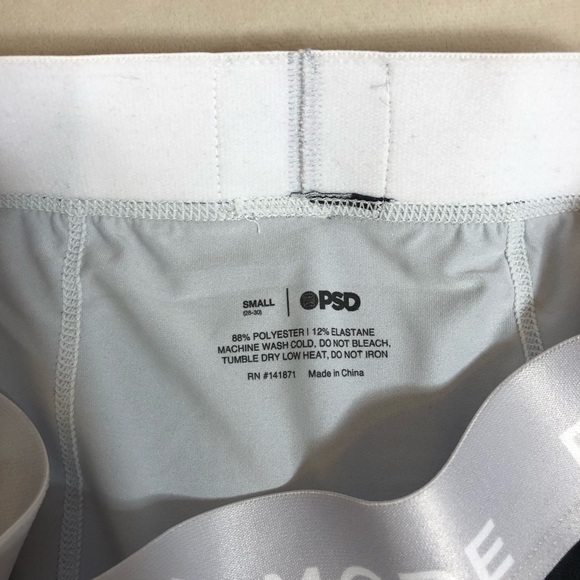 SMALL | PSD
(28-30)
88% POLYESTER | 12% ELASTANE
MACHINE WASH COLD, DO NOT BLEACH,
TUMBLE DRY LOW HEAT, DO NOT IRON
RN #141871 Made in China
MORE